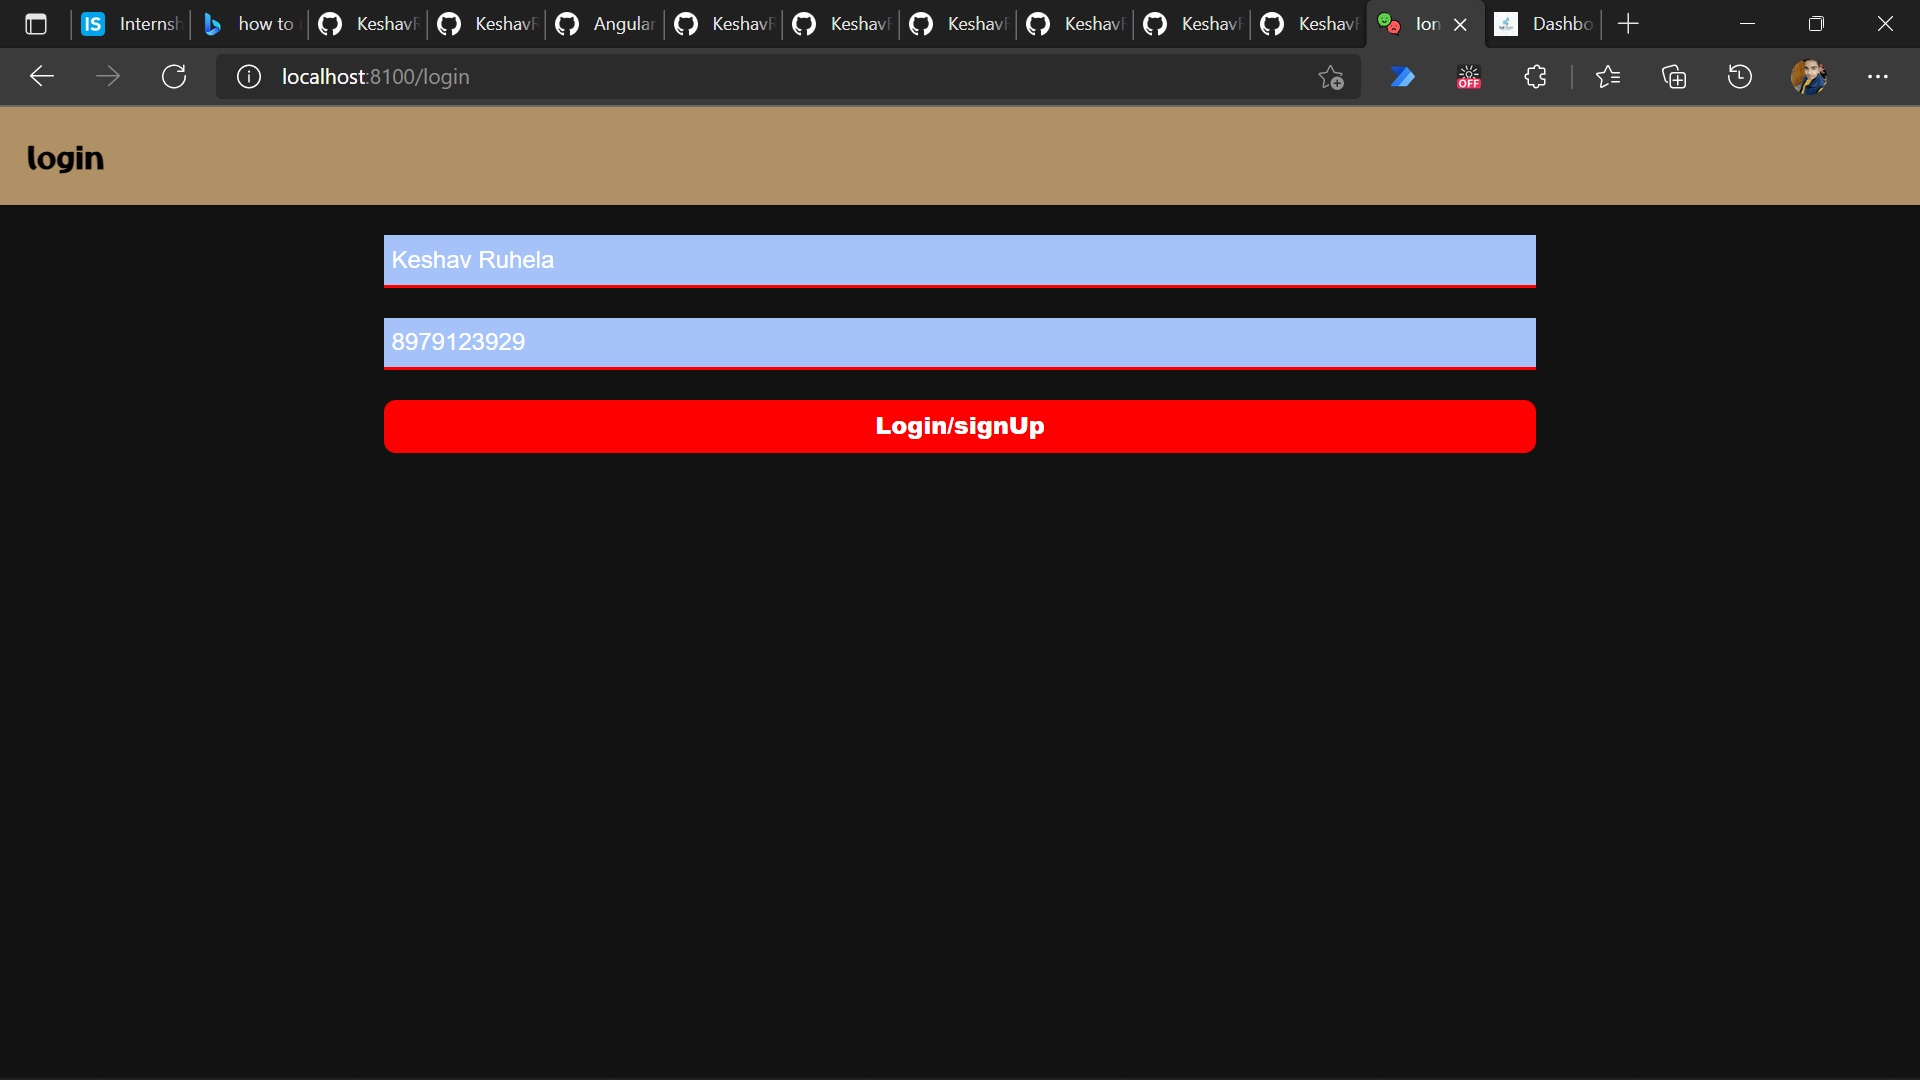 IS Internsh how to KeshavR KeshavR Angular KeshavR KeshavR KeshavR KeshavR KeshavR KeshavR Ion Dashbo
localhost:8100/login
OFF
login
Keshav Ruhela
8979123929
Login/signUp